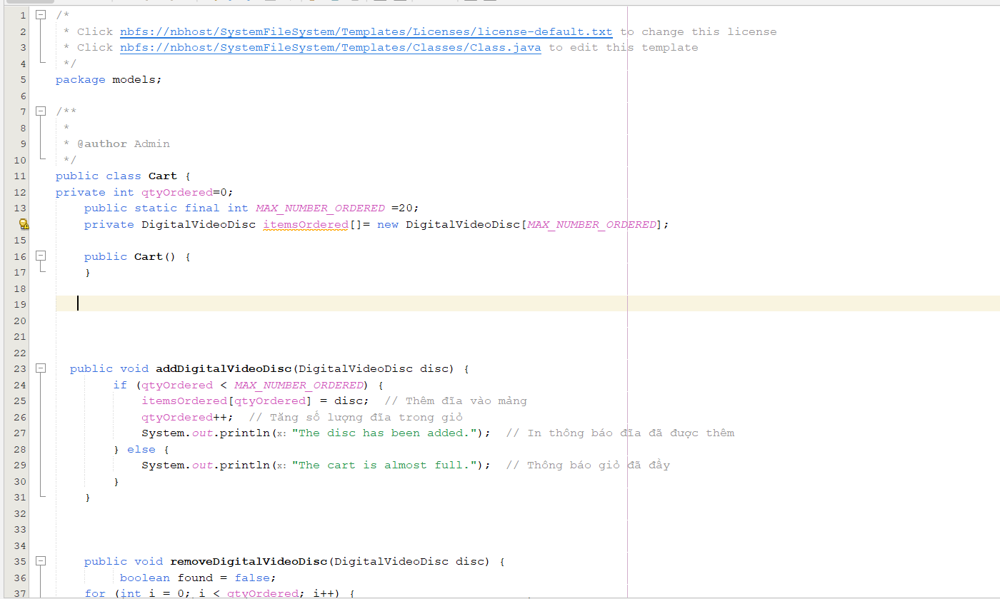 1 /*
2 * Click nbfs://nbhost/SystemFileSystem/Templates/Licenses/license-default.txt to change this license
3 * Click nbfs://nbhost/SystemFileSystem/Templates/Classes/Class.java to edit this template
4 */
5 package models;
6
7 /**
8 *
9 * @author Admin
10 */
11 public class Cart {
12 private int qtyOrdered=0;
13 public static final int MAX_NUMBER_ORDERED =20;
private DigitalVideoDisc itemsOrdered[]= new DigitalVideoDisc[MAX_NUMBER_ORDERED];
15
16 public Cart() {
17 }
18
19
20
21
22
23 public void addDigitalVideoDisc(DigitalVideoDisc disc) {
24 if (qtyOrdered < MAX_NUMBER_ORDERED) {
25 itemsOrdered[qtyOrdered] = disc; // Thêm đĩa vào mảng
26 qtyOrdered++; // Tăng số lượng đĩa trong giỏ
27 System.out.println(x: "The disc has been added."); // In thông báo đĩa đã được thêm
28 } else {
29 System.out.println(x: "The cart is almost full."); // Thông báo giỏ đã đầy
30 }
31 }
32
33
34
35 public void removeDigitalVideoDisc(DigitalVideoDisc disc) {
36 boolean found = false;
37 for (int i = 0; i < qtyOrdered; i++) {